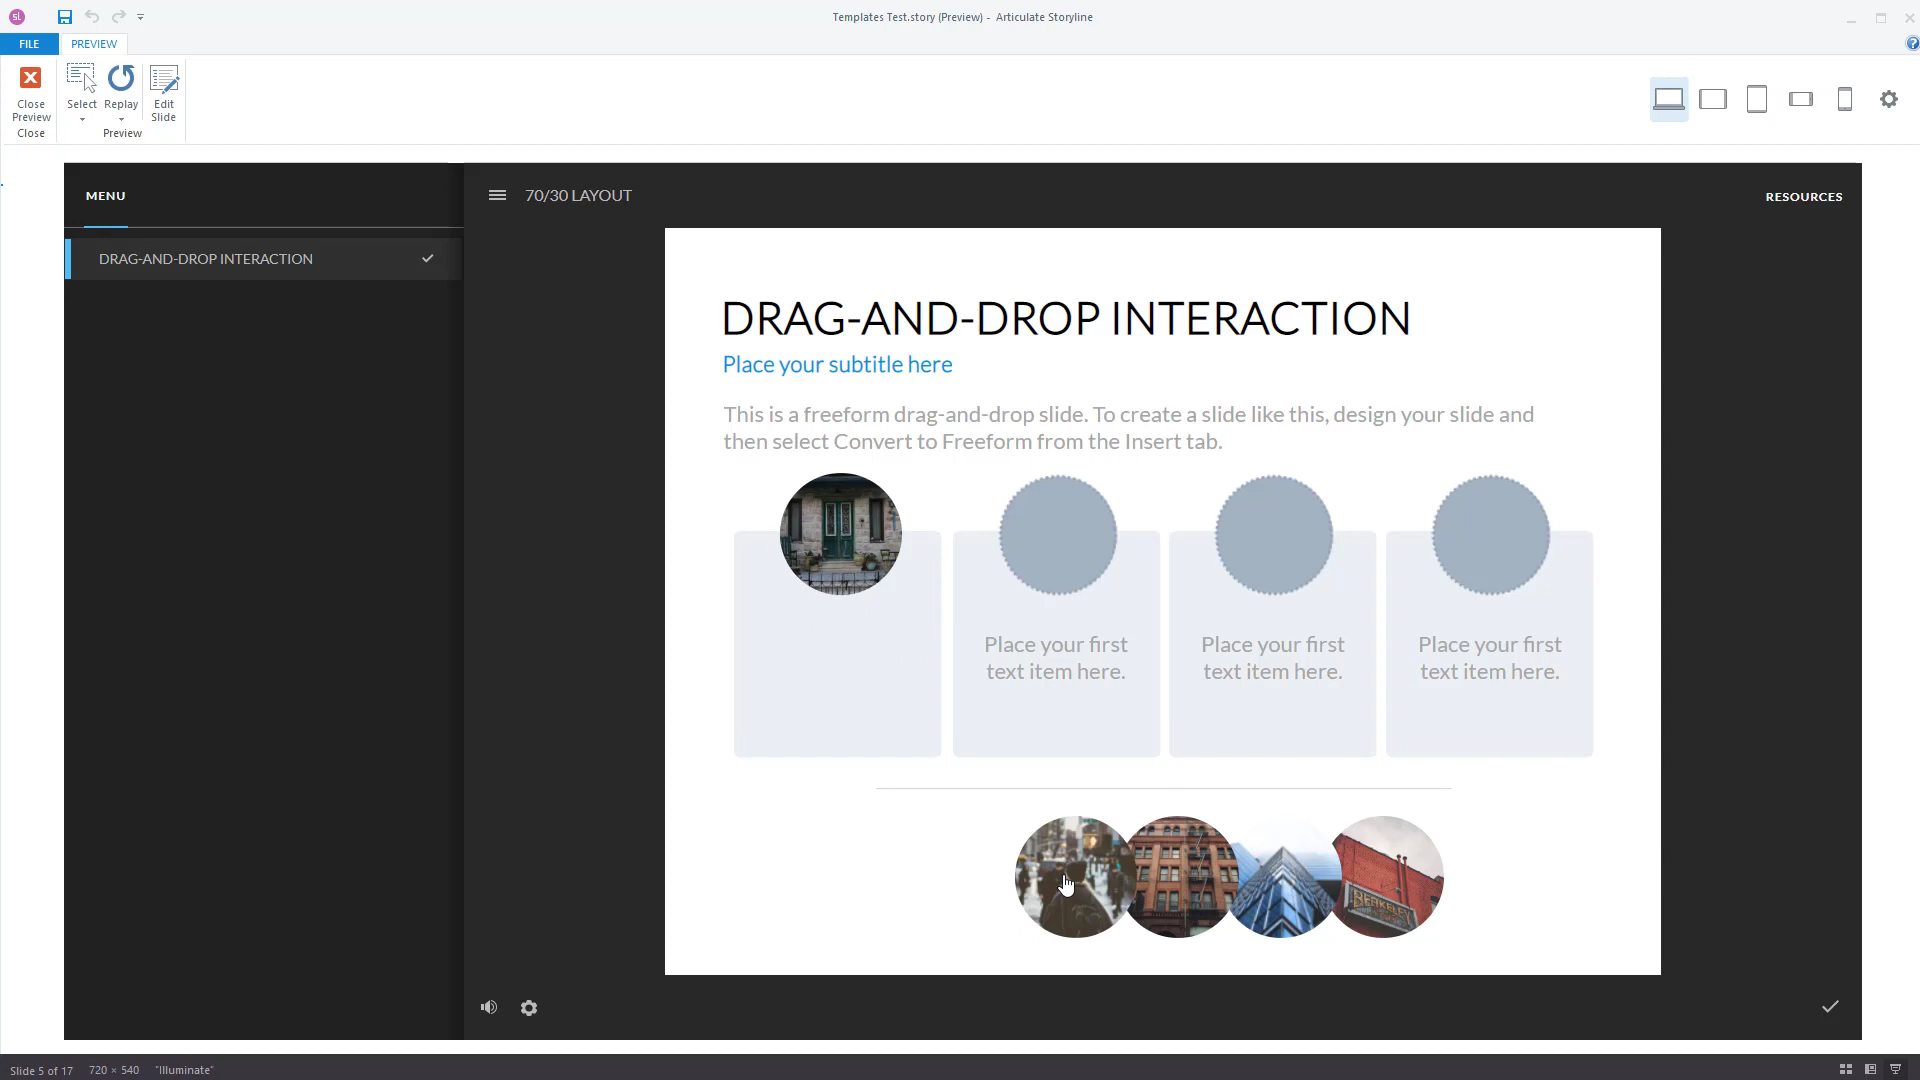 sl
Templates Test.story (Preview) - Articulate Storyline
FILE
PREVIEW
?
Close
Preview
Select
Replay
Edit
Slide
Close
Preview
MENU
70/30 LAYOUT
RESOURCES
DRAG-AND-DROP INTERACTION
DRAG-AND-DROP INTERACTION
Place your subtitle here
This is a freeform drag-and-drop slide. To create a slide like this, design your slide and
then select Convert to Freeform from the Insert tab.
Place your first
text item here.
Place your first
text item here.
Place your first
text item here.
BERKELEY
Slide 5 of 17
720 × 540
"Illuminate"